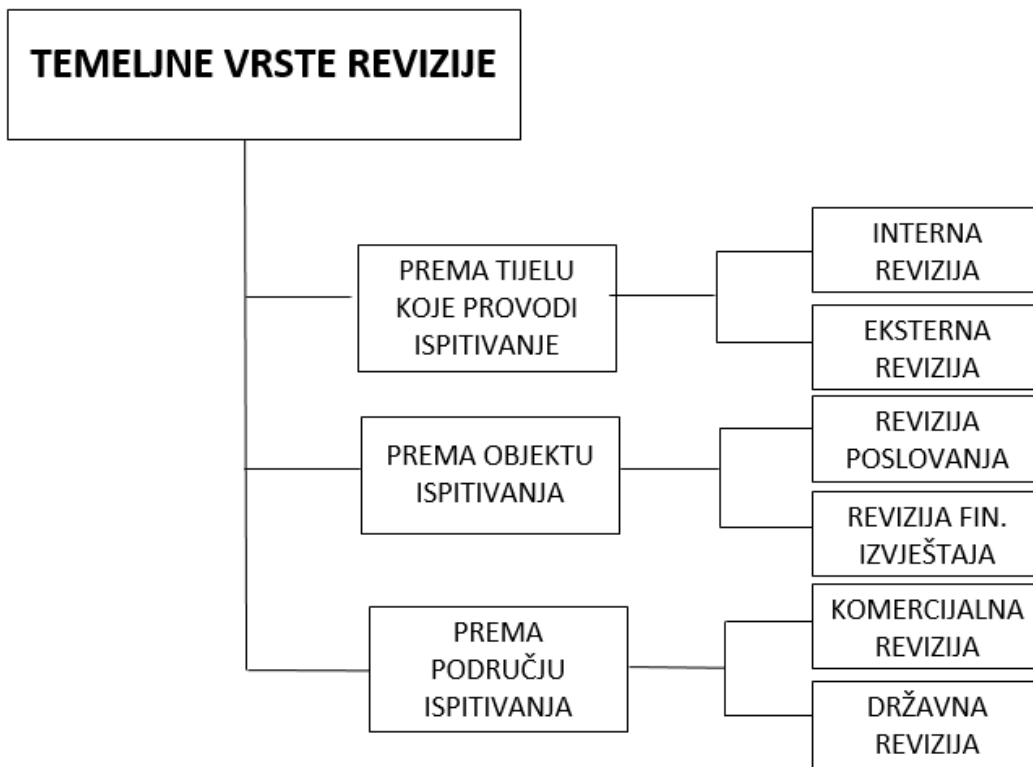 TEMELJNE VRSTE REVIZIJE
PREMA TIJELU
KOJE PROVODI
ISPITIVANJE
INTERNA
REVIZIJA
EKSTERNA
REVIZIJA
PREMA OBJEKTU
ISPITIVANJA
REVIZIJA
POSLOVANJA
REVIZIJA FIN.
IZVJEŠTAJA
PREMA
PODRUČJU
ISPITIVANJA
KOMERCIJALNA
REVIZIJA
DRŽAVNA
REVIZIJA